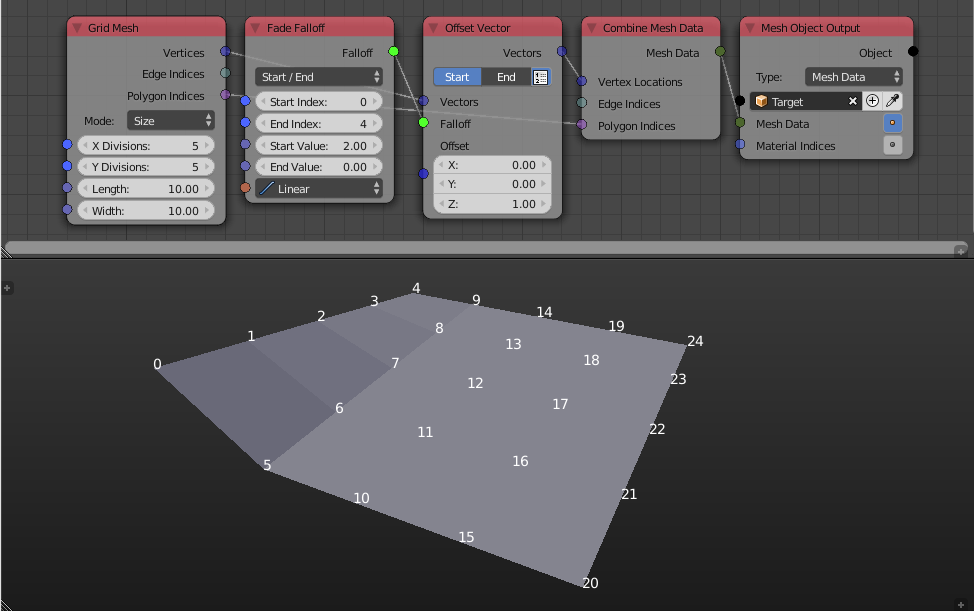 Grid Mesh
Vertices
Edge Indices
Polygon Indices
Mode: Size
X Divisions: 5
Y Divisions: 5
Length: 10.00
Width: 10.00
Fade Falloff
Falloff
Start / End
Start Index: 0
End Index: 4
Start Value: 2.00
End Value: 0.00
Linear
Offset Vector
Vectors
Start End
Vectors
Falloff
Offset
X: 0.00
Y: 0.00
Z: 1.00
Combine Mesh Data
Mesh Data
Vertex Locations
Edge Indices
Polygon Indices
Mesh Object Output
Object
Type: Mesh Data
Target
Mesh Data
Material Indices
0
1
2
3
4
5
6
7
8
9
10
11
12
13
14
15
16
17
18
19
20
21
22
23
24